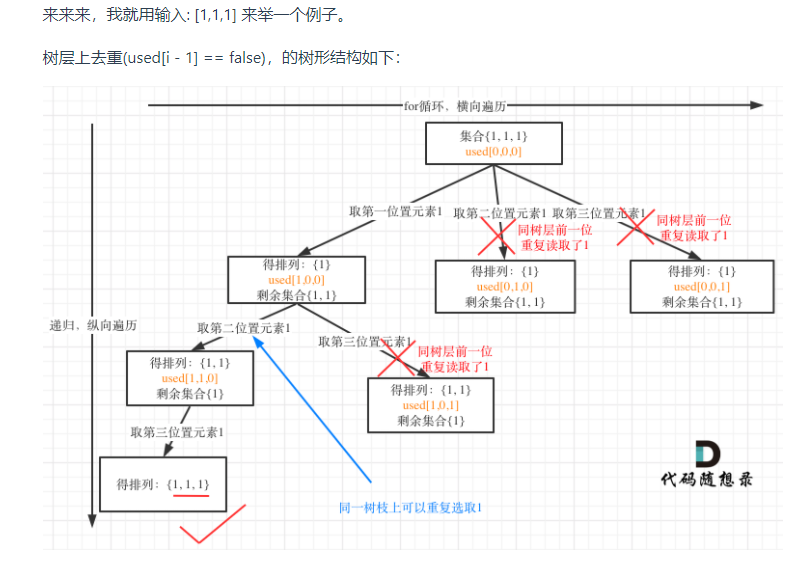 来来来，我就用输入: [1,1,1] 来举一个例子。
树层上去重(used[i - 1] == false)，的树形结构如下：
for循环，横向遍历
集合{1, 1, 1}
used[0,0,0]
取第一位置元素1
取第二位置元素1
取第三位置元素1
同树层前一位
重复读取了1
同树层前一位
重复读取了1
得排列：{1}
used[1,0,0]
剩余集合{1, 1}
得排列：{1}
used[0,1,0]
剩余集合{1, 1}
得排列：{1}
used[0,0,1]
剩余集合{1, 1}
递归，纵向遍历
取第二位置元素1
取第三位置元素1
同树层前一位
重复读取了1
得排列：{1, 1}
used[1,1,0]
剩余集合{1}
得排列：{1, 1}
used[1,0,1]
剩余集合{1}
取第三位置元素1
得排列：{1, 1, 1}
同一树枝上可以重复选取1
代码随想录